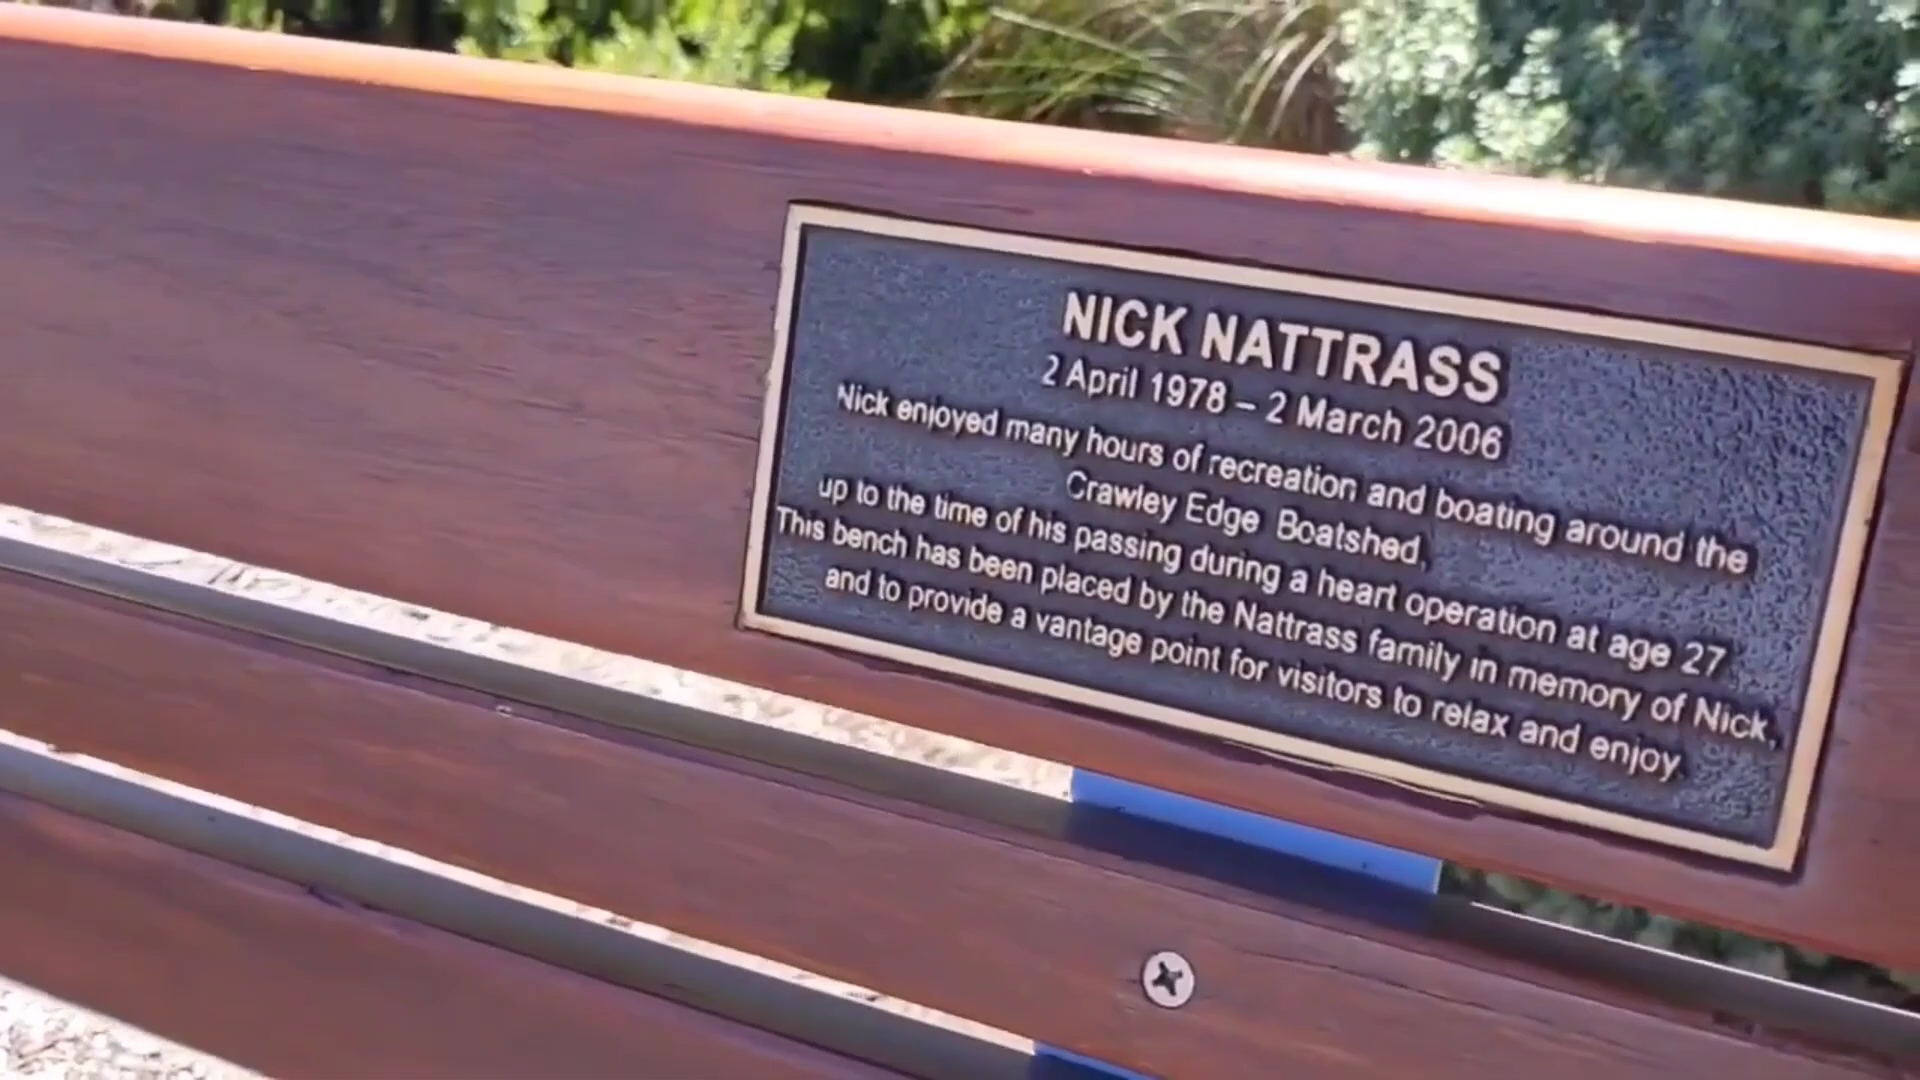 NICK NATTRASS
2 April 1978 – 2 March 2006
Nick enjoyed many hours of recreation and boating around the
Crawley Edge Boatshed,
up to the time of his passing during a heart operation at age 27
This bench has been placed by the Nattrass family in memory of Nick,
and to provide a vantage point for visitors to relax and enjoy.